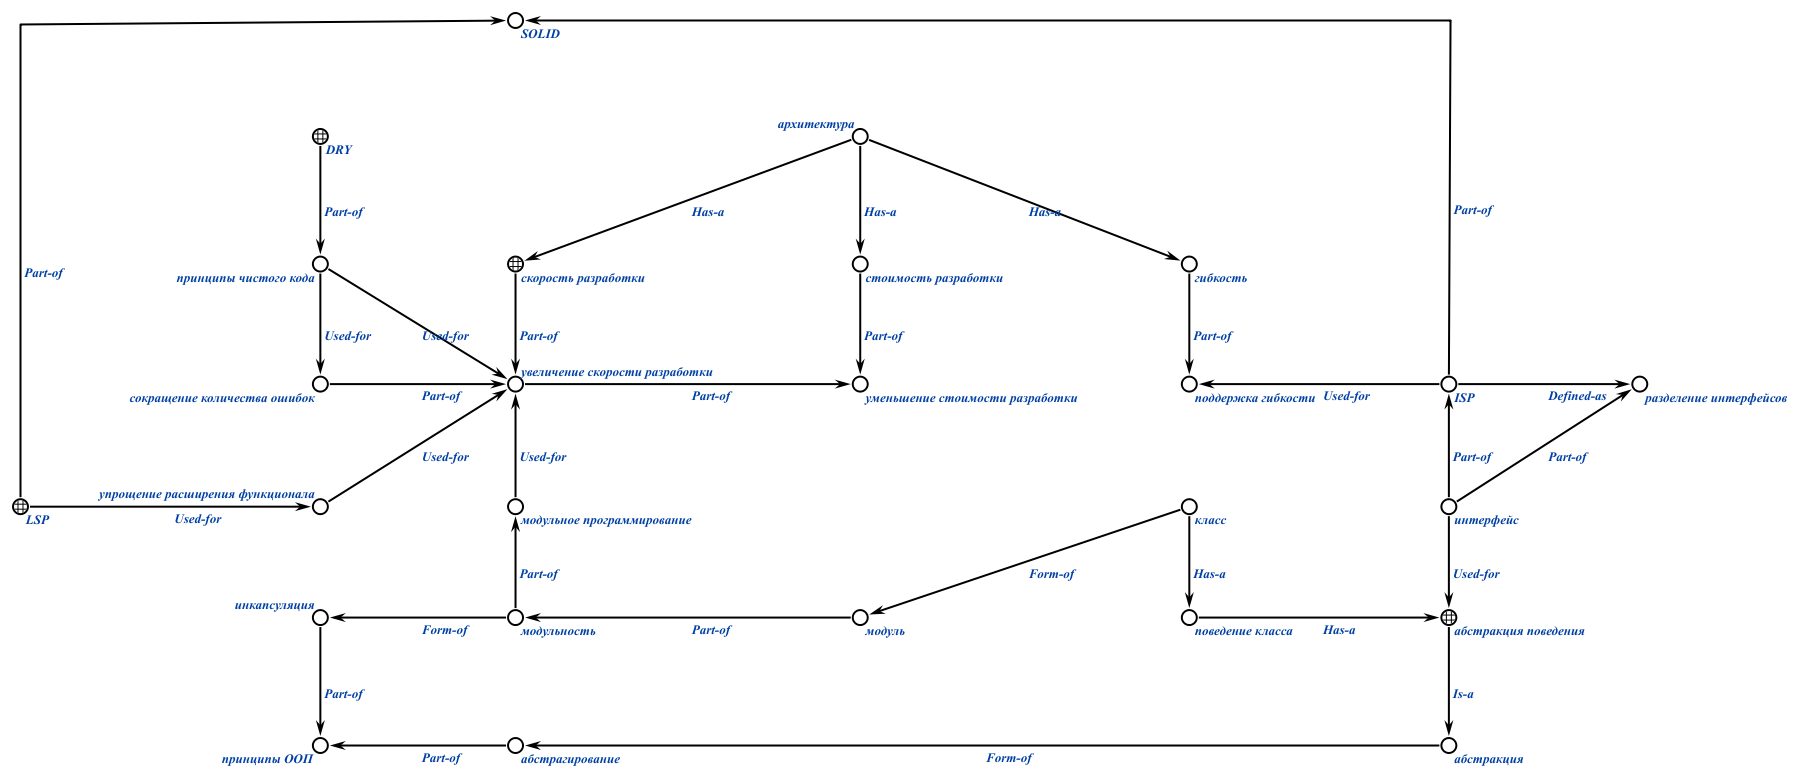 SOLID
архитектура
DRY
Part-of
Has-a
Has-a
Has-a
Part-of
Part-of
принципы чистого кода
скорость разработки
стоимость разработки
гибкость
Used-for
Used-for
Part-of
Part-of
Part-of
увеличение скорости разработки
сокращение количества ошибок
Part-of
Part-of
уменьшение стоимости разработки
поддержка гибкости
Used-for
ISP
Defined-as
разделение интерфейсов
Used-for
Used-for
Part-of
Part-of
упрощение расширения функционала
LSP
Used-for
модульное программирование
класс
интерфейс
Part-of
Form-of
Has-a
Used-for
инкапсуляция
Form-of
модульность
Part-of
модуль
поведение класса
Has-a
абстракция поведения
Part-of
Is-a
принципы ООП
Part-of
абстрагирование
Form-of
абстракция